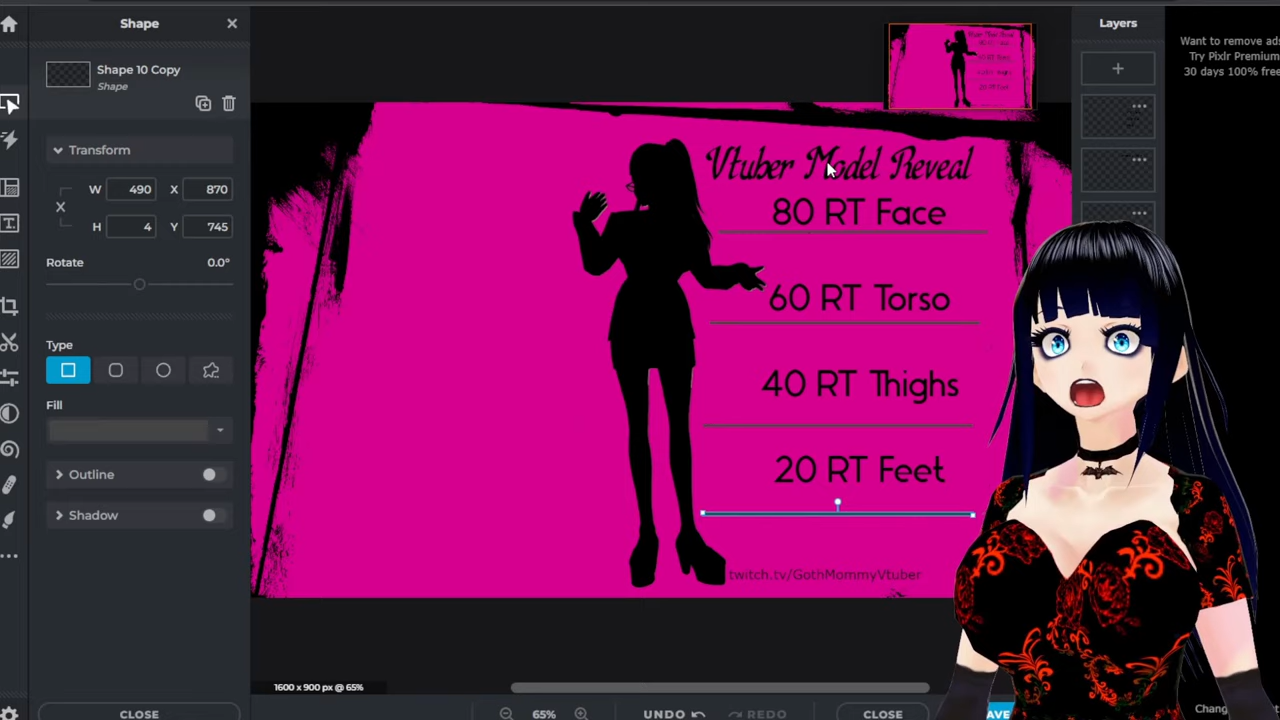 Shape
Layers
Want to remove ads
Try Pixlr Premium
30 days 100% free
Shape 10 Copy
Shape
Transform
W 490 X 870
X
H 4 Y 745
Rotate 0.0°
Type
Fill
Outline
Shadow
Vtuber Model Reveal
80 RT Face
60 RT Torso
40 RT Thighs
20 RT Feet
twitch.tv/GothMommyVtuber
1600 x 900 px @ 65%
CLOSE
65%
UNDO
REDO
CLOSE
AVE
Chang